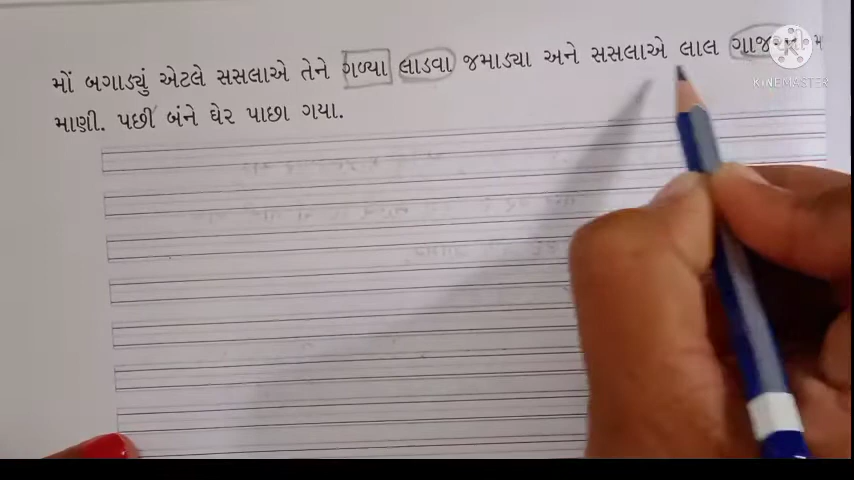 મોં બગાડ્યું એટલે સસલાએ તેને ગળ્યા લાડવા જમાડ્યા અને સસલાએ લાલ
માણી. પછી બંને ઘેર પાછા ગયા.
KINEMASTER